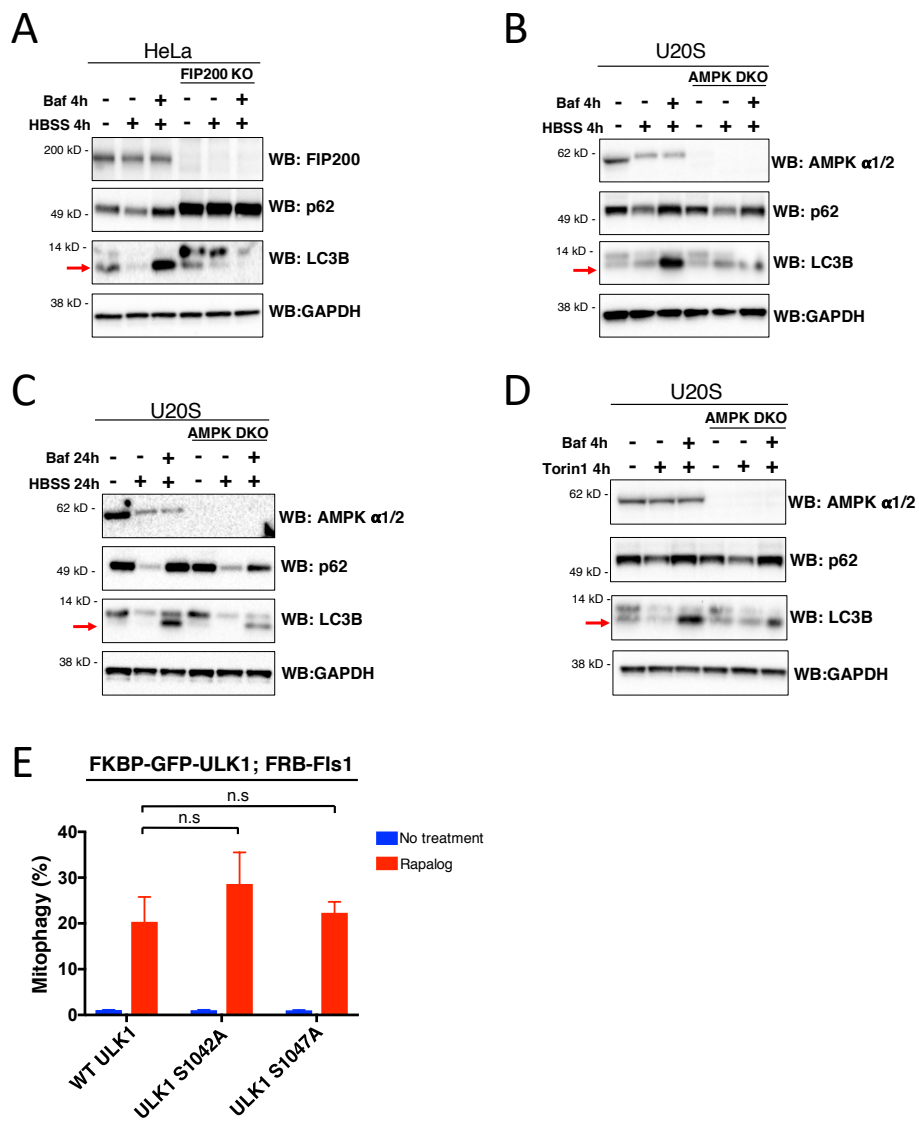 A
HeLa
FIP200 KO
Baf 4h - - + - - +
HBSS 4h - + + - + +
200 kD -
WB: FIP200
49 kD -
WB: p62
14 kD -
WB: LC3B
38 kD -
WB:GAPDH
B
U20S
AMPK DKO
Baf 4h - - + - - +
HBSS 4h - + + - + +
62 kD -
WB: AMPK α1/2
49 kD -
WB: p62
14 kD -
WB: LC3B
38 kD -
WB:GAPDH
C
U20S
AMPK DKO
Baf 24h - - + - - +
HBSS 24h - + + - + +
62 kD -
WB: AMPK α1/2
49 kD -
WB: p62
14 kD -
WB: LC3B
38 kD -
WB:GAPDH
D
U20S
AMPK DKO
Baf 4h - - + - - +
Torin1 4h - + + - + +
62 kD -
WB: AMPK α1/2
49 kD -
WB: p62
14 kD -
WB: LC3B
38 kD -
WB:GAPDH
E
FKBP-GFP-ULK1; FRB-FIs1
n.s
n.s
No treatment
Rapalog
Mitophagy (%)
40
30
20
10
0
WT ULK1
ULK1 S1042A
ULK1 S1047A